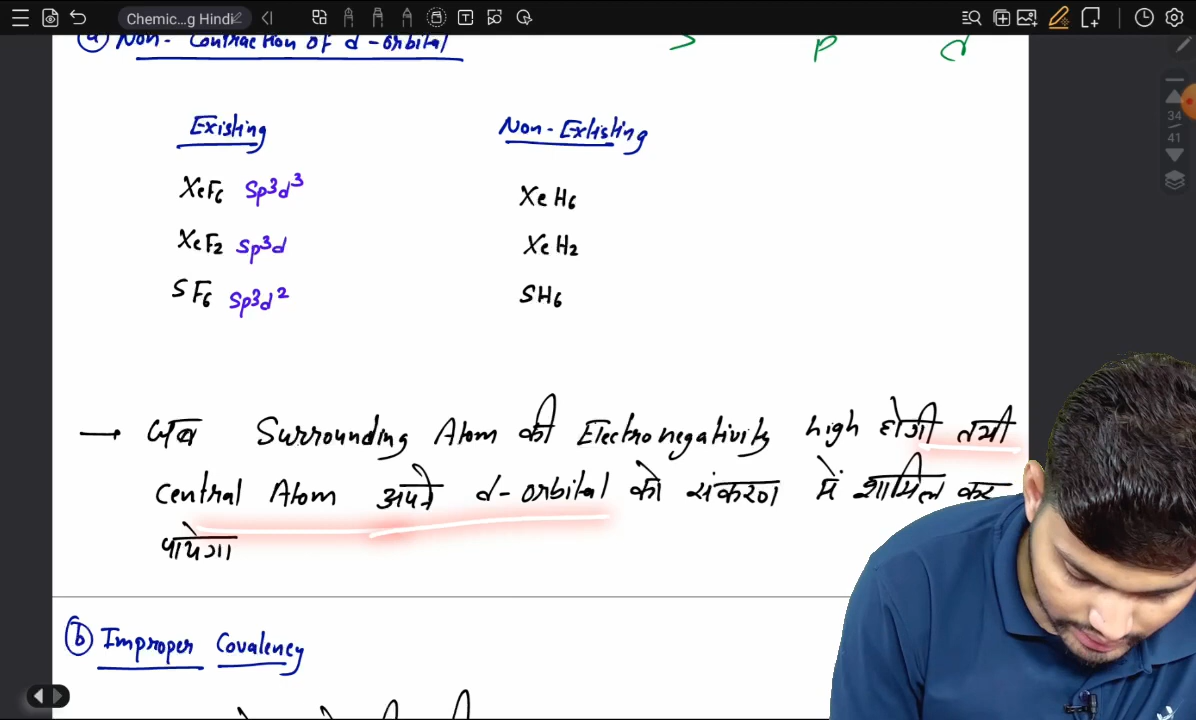 Chemic...g Hindi
(a) Non-Contraction of d-orbital
s p d
Existing Non-Extisting
XeF6 Sp3d3 XeH6
XeF2 Sp3d XeH2
SF6 Sp3d2 SH6
→ जब Surrounding Atom की Electronegativity high होगी तभी
Central Atom अपने d-orbital को संकरण में शामिल कर
पायेगा
(b) Improper Covalency
34
41